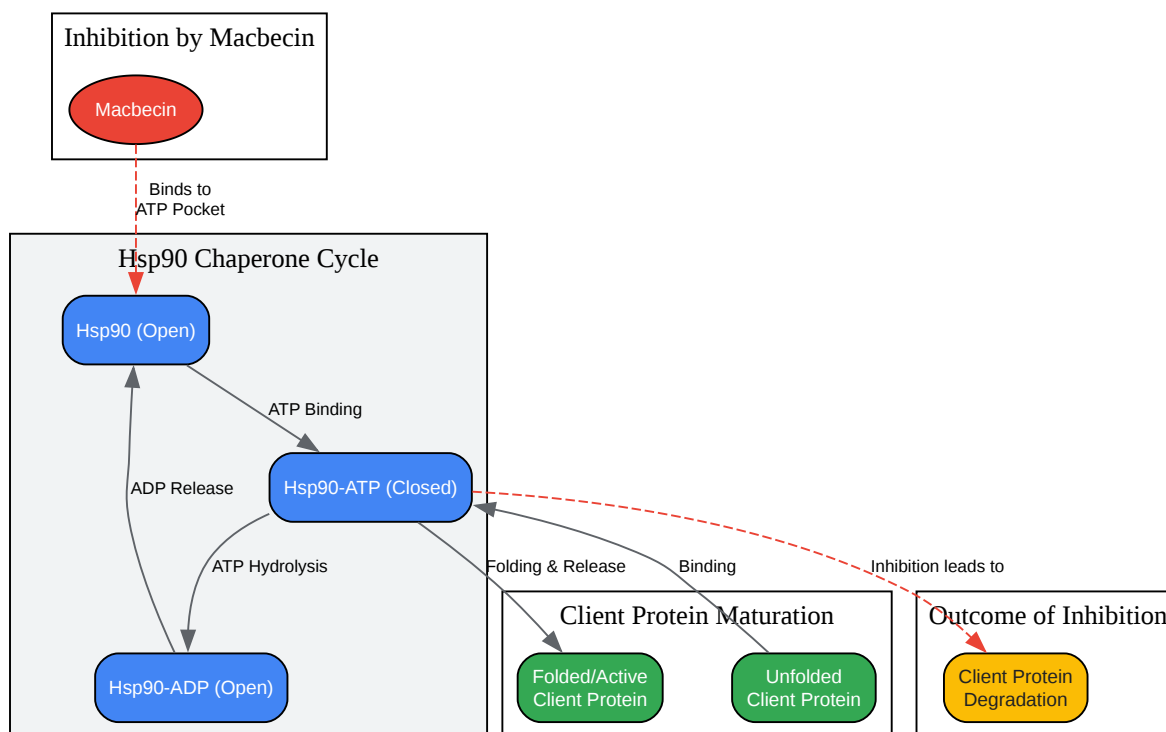 Inhibition by Macbecin
Macbecin
Binds to
ATP Pocket
Hsp90 Chaperone Cycle
Hsp90 (Open)
ATP Binding
Hsp90-ATP (Closed)
ADP Release
ATP Hydrolysis
Folding & Release
Binding
Inhibition leads to
Client Protein Maturation
Outcome of Inhibition
Hsp90-ADP (Open)
Folded/Active
Client Protein
Unfolded
Client Protein
Client Protein
Degradation